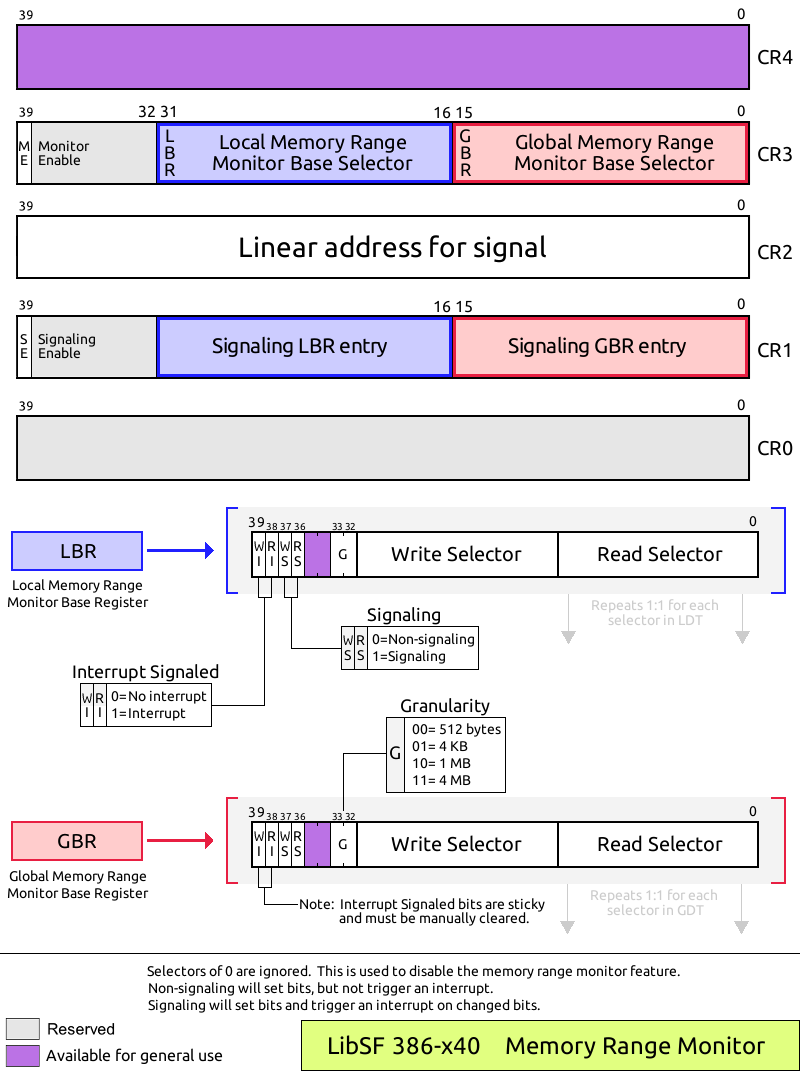 39 0
CR4
39 32 31 16 15 0
ME Monitor Enable LBR Local Memory Range Monitor Base Selector GBR Global Memory Range Monitor Base Selector CR3
39 0
Linear address for signal CR2
39 16 15 0
SE Signaling Enable Signaling LBR entry Signaling GBR entry CR1
39 0
CR0
39 38 37 36 33 32 0
LBR WI RI WS RS G Write Selector Read Selector
Local Memory Range
Monitor Base Register
Repeats 1:1 for each
selector in LDT
Signaling
WS RS 0=Non-signaling
1=Signaling
Interrupt Signaled
WI RI 0=No interrupt
1=Interrupt
Granularity
G 00= 512 bytes
01= 4 KB
10= 1 MB
11= 4 MB
39 38 37 36 33 32 0
GBR WI RI WS RS G Write Selector Read Selector
Global Memory Range
Monitor Base Register
Repeats 1:1 for each
selector in GDT
Note: Interrupt Signaled bits are sticky
and must be manually cleared.
Selectors of 0 are ignored. This is used to disable the memory range monitor feature.
Non-signaling will set bits, but not trigger an interrupt.
Signaling will set bits and trigger an interrupt on changed bits.
Reserved
Available for general use
LibSF 386-x40 Memory Range Monitor